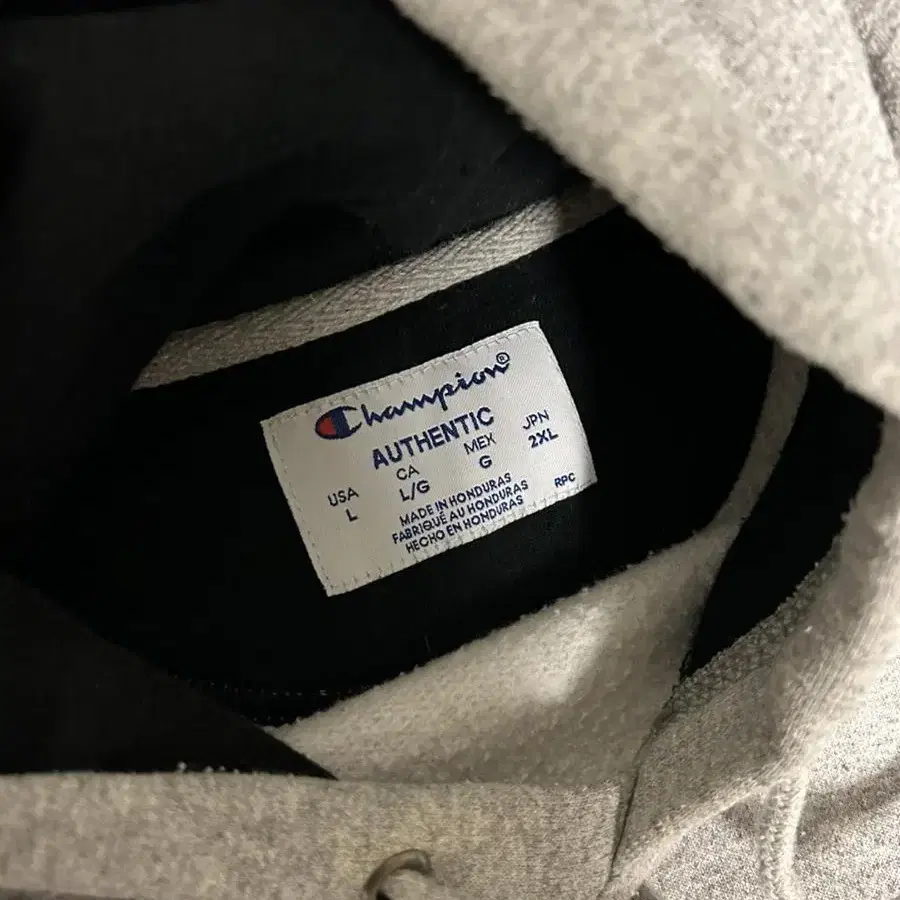 Champion®
AUTHENTIC
USA CA MEX JPN
L L/G G 2XL
MADE IN HONDURAS
FABRIQUÉ AU HONDURAS
HECHO EN HONDURAS
RPC